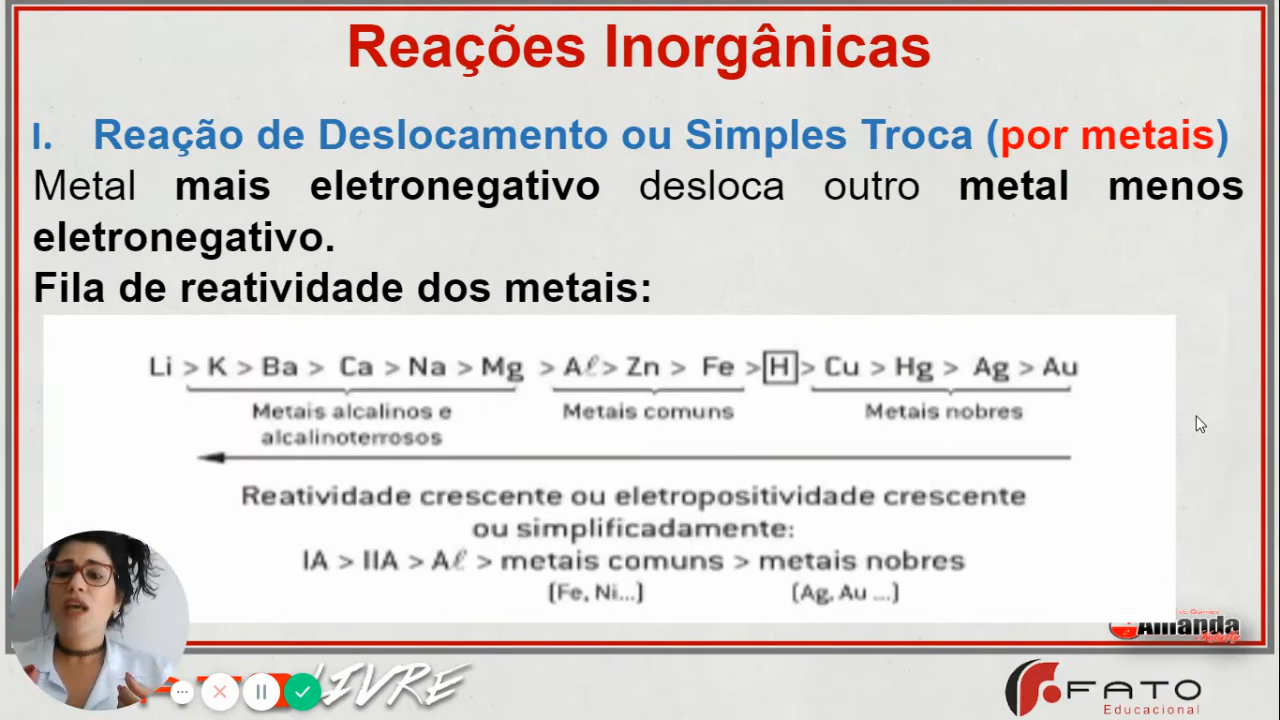 Reações Inorgânicas
I. Reação de Deslocamento ou Simples Troca (por metais)
Metal mais eletronegativo desloca outro metal menos
eletronegativo.
Fila de reatividade dos metais:
Li > K > Ba > Ca > Na > Mg > Aℓ > Zn > Fe > H > Cu > Hg > Ag > Au
Metais alcalinos e
alcalinoterrosos
Metais comuns
Metais nobres
Reatividade crescente ou eletropositividade crescente
ou simplificadamente:
IA > IIA > Aℓ > metais comuns > metais nobres
[Fe, Ni...]
[Ag, Au ...]
Amanda
LIVRE
FATO
Educacional